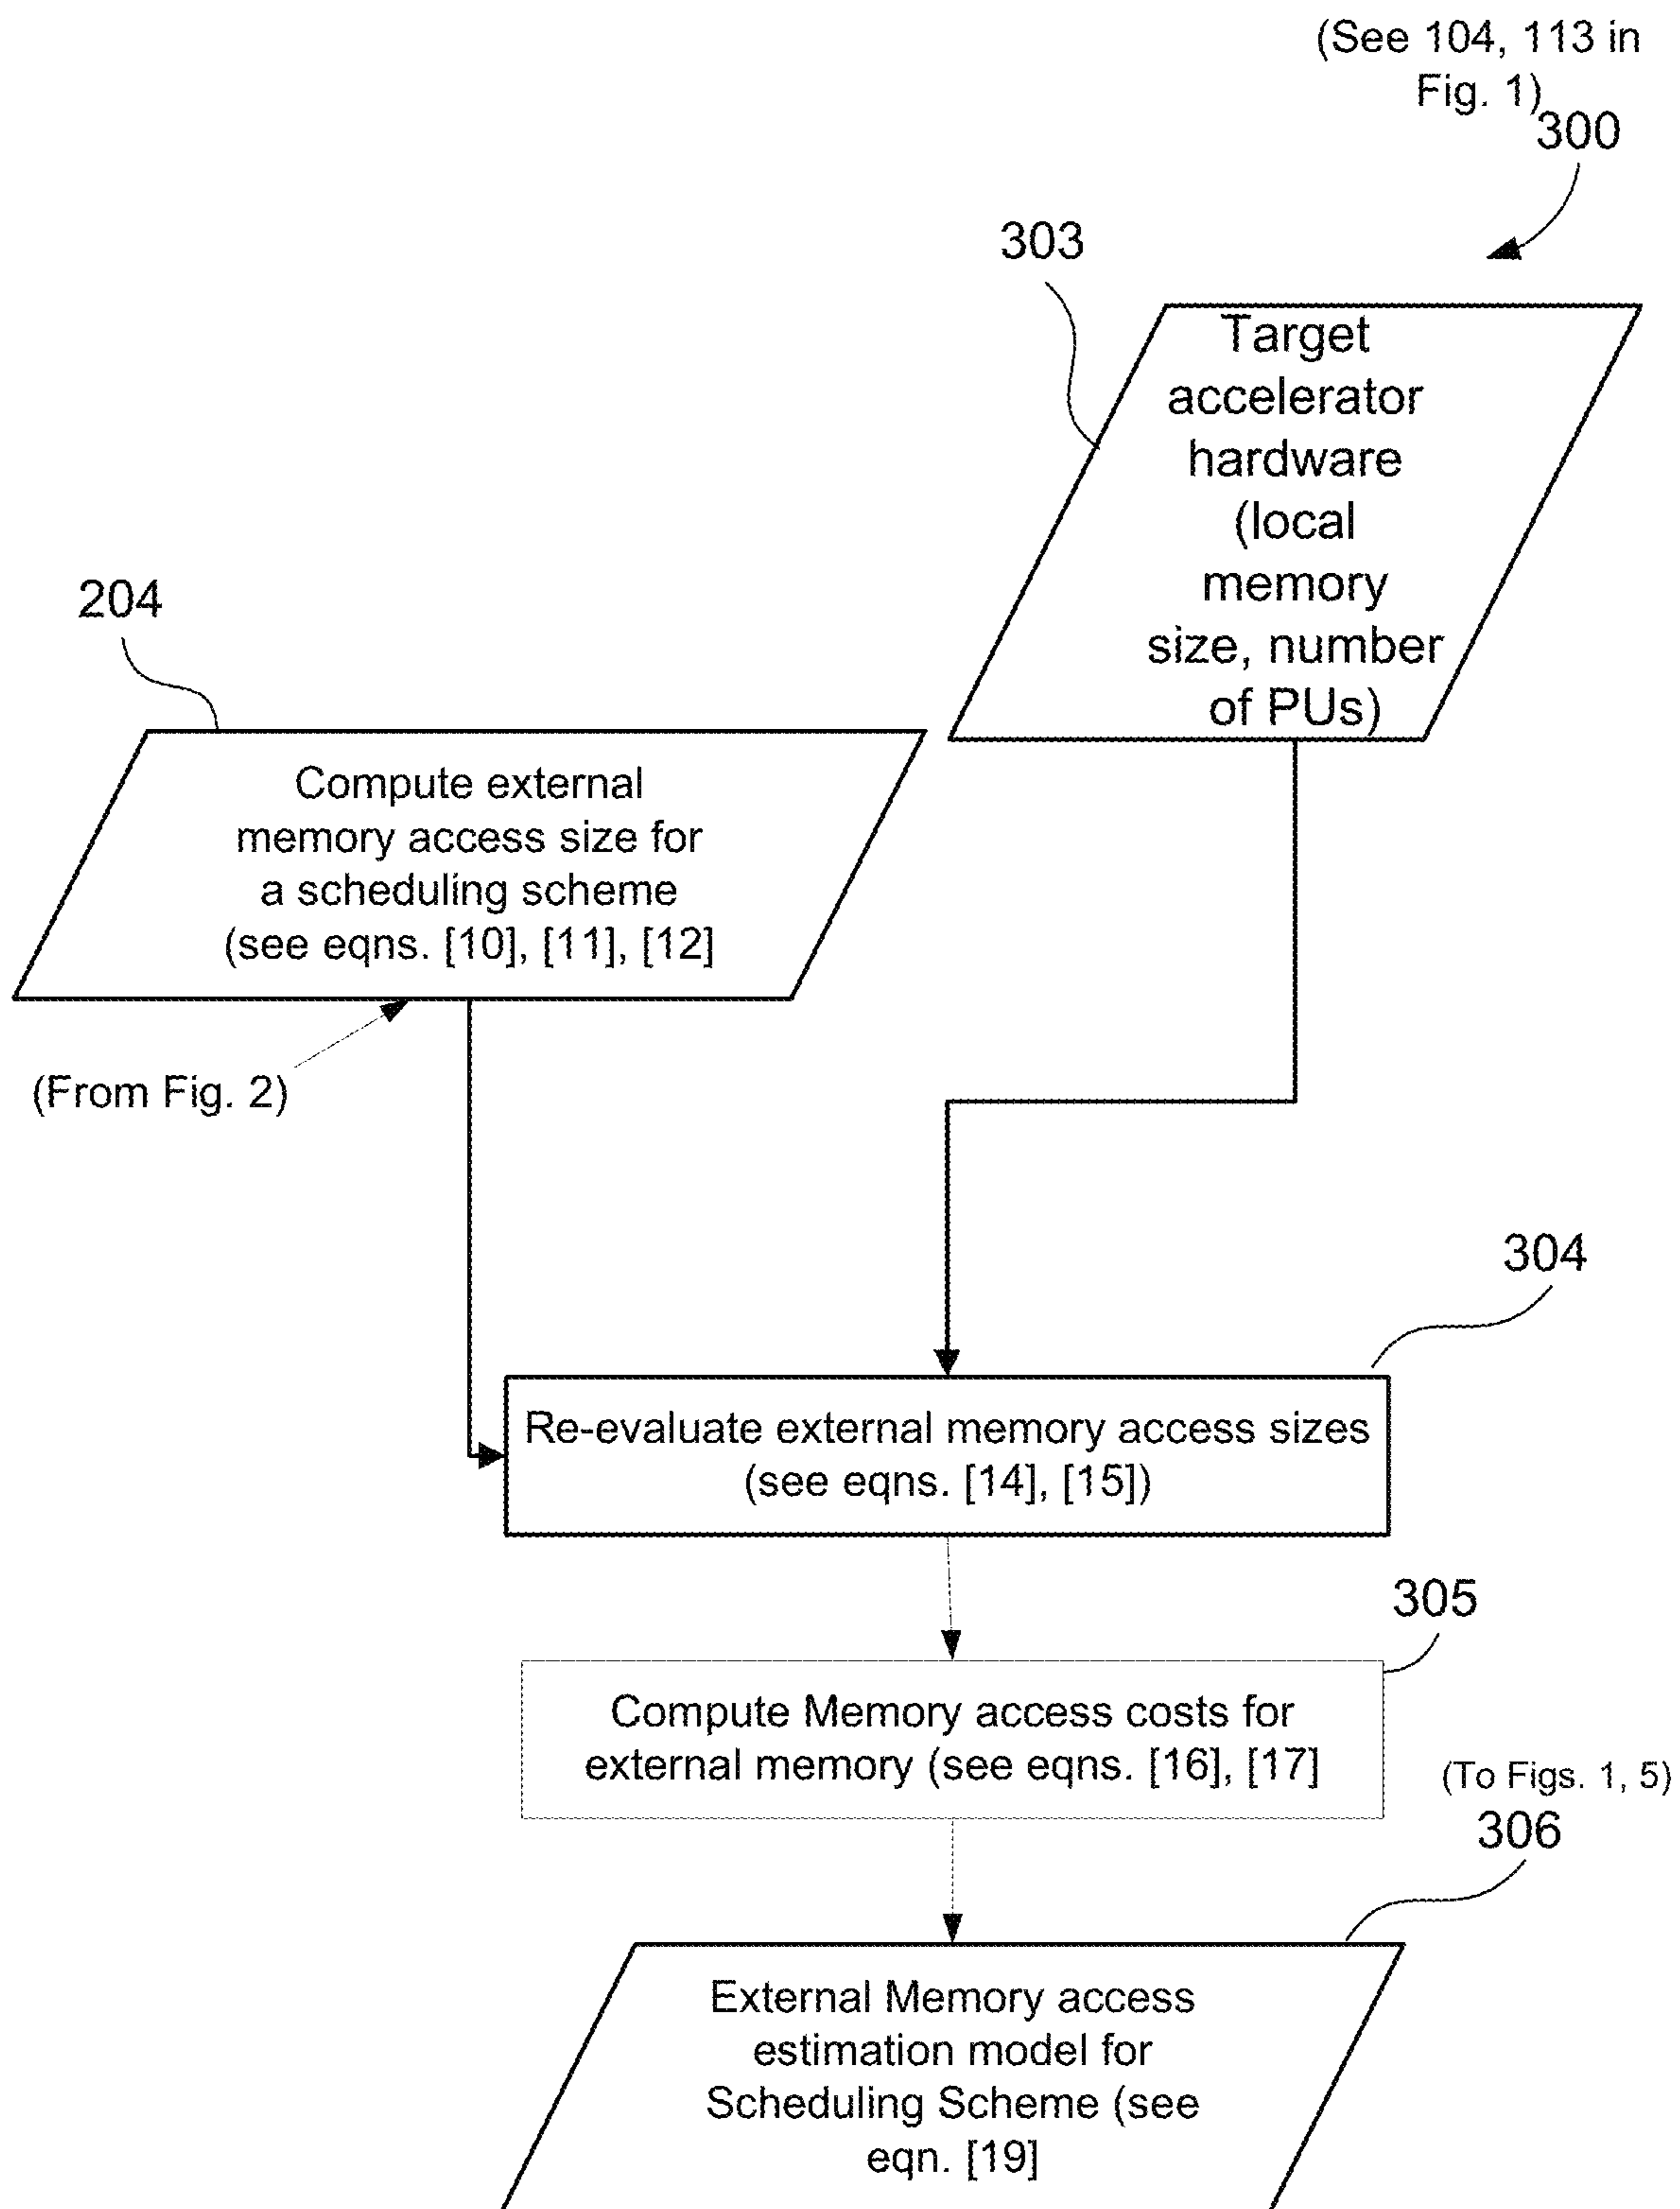 (See 104, 113 in
Fig. 1)
300
303
Target
accelerator
hardware
(local
memory
size, number
of PUs)
204
Compute external
memory access size for
a scheduling scheme
(see eqns. [10], [11], [12]
(From Fig. 2)
304
Re-evaluate external memory access sizes
(see eqns. [14], [15])
305
Compute Memory access costs for
external memory (see eqns. [16], [17]
(To Figs. 1, 5)
306
External Memory access
estimation model for
Scheduling Scheme (see
eqn. [19]